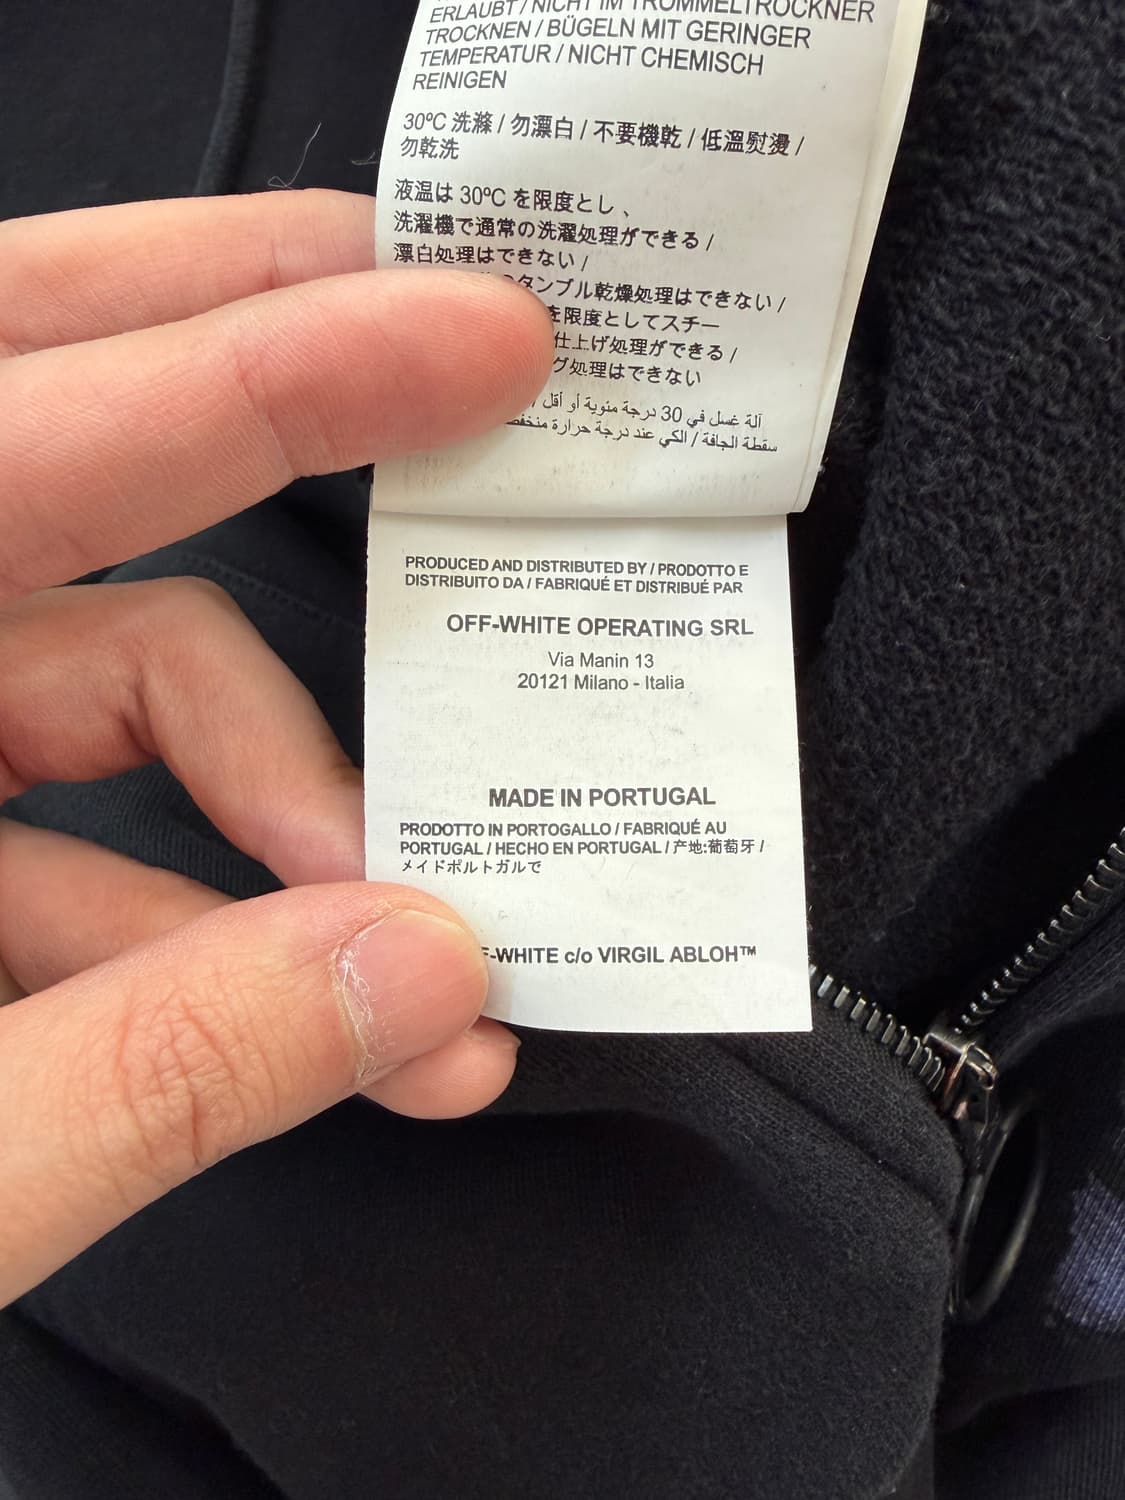 ERLAUBT / NICHT IM TROMMELTROCKNER
TROCKNEN / BÜGELN MIT GERINGER
TEMPERATUR / NICHT CHEMISCH
REINIGEN
30ºC 洗滌 / 勿漂白 / 不要機乾 / 低溫熨燙 /
勿乾洗
液温は 30ºC を限度とし 、
洗濯機で通常の洗濯処理ができる /
漂白処理はできない /
タンブル乾燥処理はできない /
を限度としてスチー
仕上げ処理ができる /
グ処理はできない
آلة غسل في 30 درجة مئوية أو أقل /
سقطة الجافة / الكي عند درجة حرارة
PRODUCED AND DISTRIBUTED BY / PRODOTTO E
DISTRIBUITO DA / FABRIQUÉ ET DISTRIBUÉ PAR
OFF-WHITE OPERATING SRL
Via Manin 13
20121 Milano - Italia
MADE IN PORTUGAL
PRODOTTO IN PORTOGALLO / FABRIQUÉ AU
PORTUGAL / HECHO EN PORTUGAL / 产地:葡萄牙 /
メイドポルトガルで
F-WHITE c/o VIRGIL ABLOH™